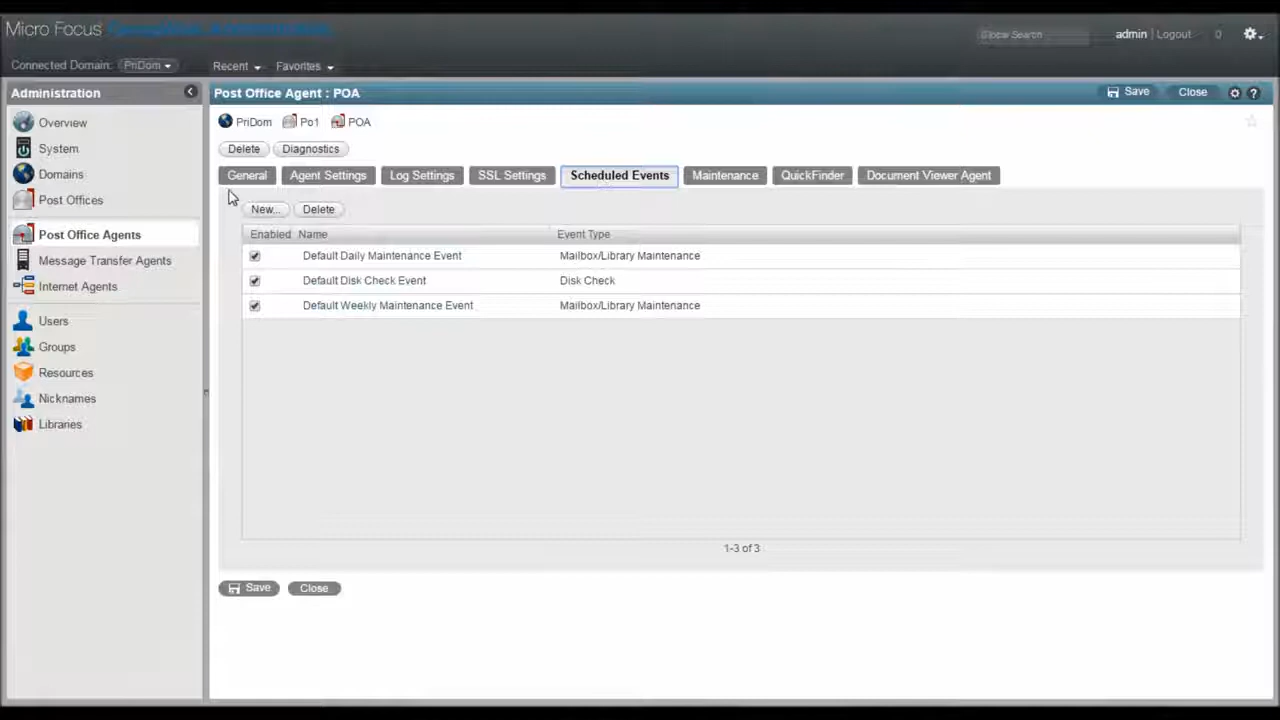 Micro Focus
Global Search
admin | Logout 0
Connected Domain: PriDom
Recent Favorites
Administration
Post Office Agent : POA
Save Close ?
Overview
System
Domains
Post Offices
Post Office Agents
Message Transfer Agents
Internet Agents
Users
Groups
Resources
Nicknames
Libraries
PriDom Po1 POA
Delete Diagnostics
General Agent Settings Log Settings SSL Settings Scheduled Events Maintenance QuickFinder Document Viewer Agent
New... Delete
Enabled Name Event Type
Default Daily Maintenance Event Mailbox/Library Maintenance
Default Disk Check Event Disk Check
Default Weekly Maintenance Event Mailbox/Library Maintenance
1-3 of 3
Save Close